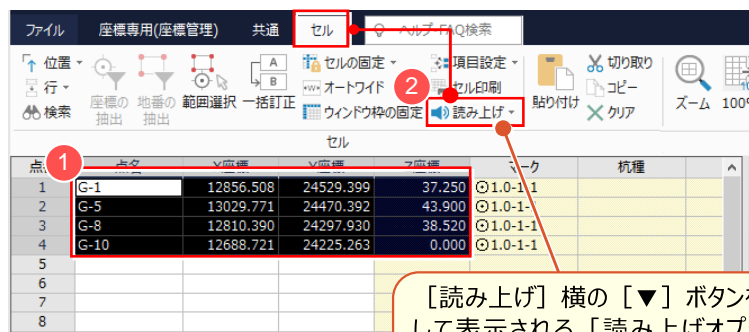 ファイル 座標専用(座標管理) 共通 セル ヘルプ・FAQ検索
位置 行 検索
座標の抽出 地番の抽出 範囲選択 A B 一括訂正
セルの固定 オートワイド ウィンドウ枠の固定
項目設定 セル印刷 読み上げ
貼り付け 切り取り コピー クリア
ズーム 100%
セル
2
1
点名 X座標 Y座標 Z座標 マーク 杭種
1 G-1 12856.508 24529.399 37.250 1.0-1-1
2 G-5 13029.771 24470.392 43.900 1.0-1-1
3 G-8 12810.390 24297.930 38.520 1.0-1-1
4 G-10 12688.721 24225.263 0.000 1.0-1-1
5
6
7
8
[読み上げ] 横の [▼] ボタンを
して表示される [読み上げオプ